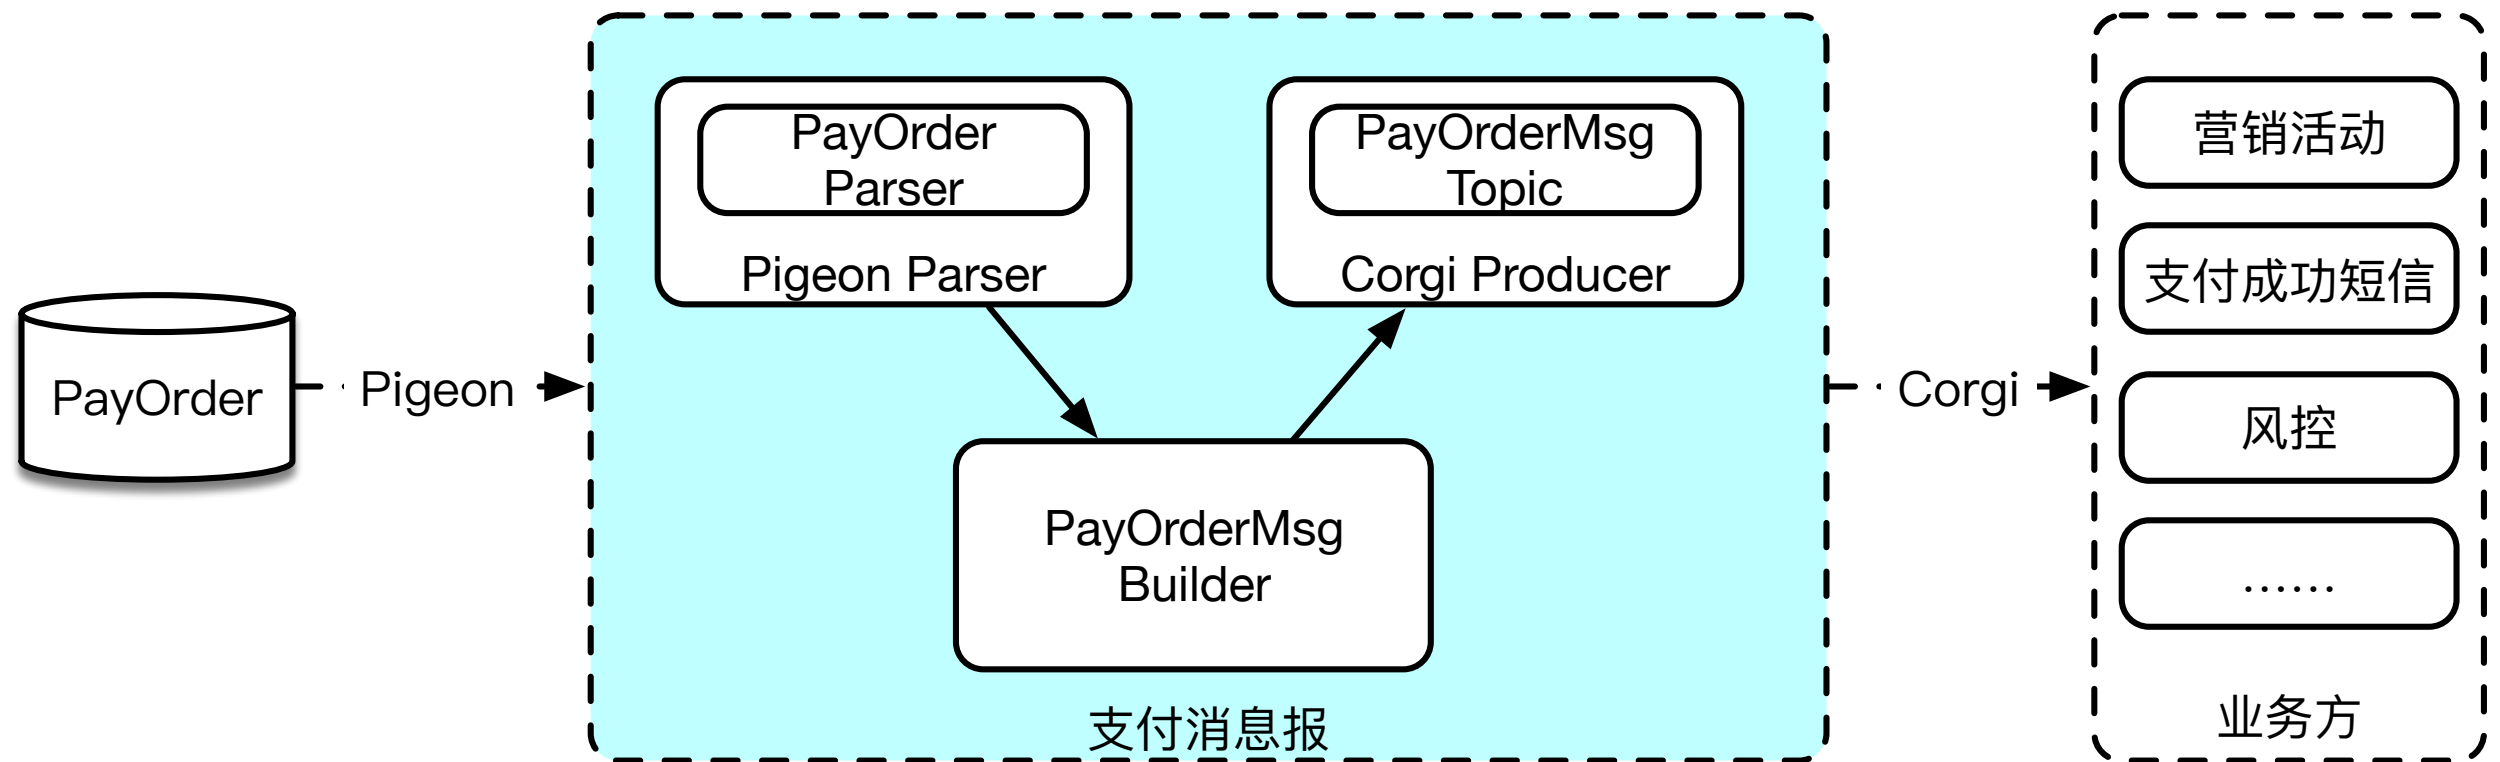 PayOrder
Pigeon
PayOrder
Parser
Pigeon Parser
PayOrderMsg
Topic
Corgi Producer
PayOrderMsg
Builder
支付消息报
Corgi
营销活动
支付成功短信
风控
……
业务方